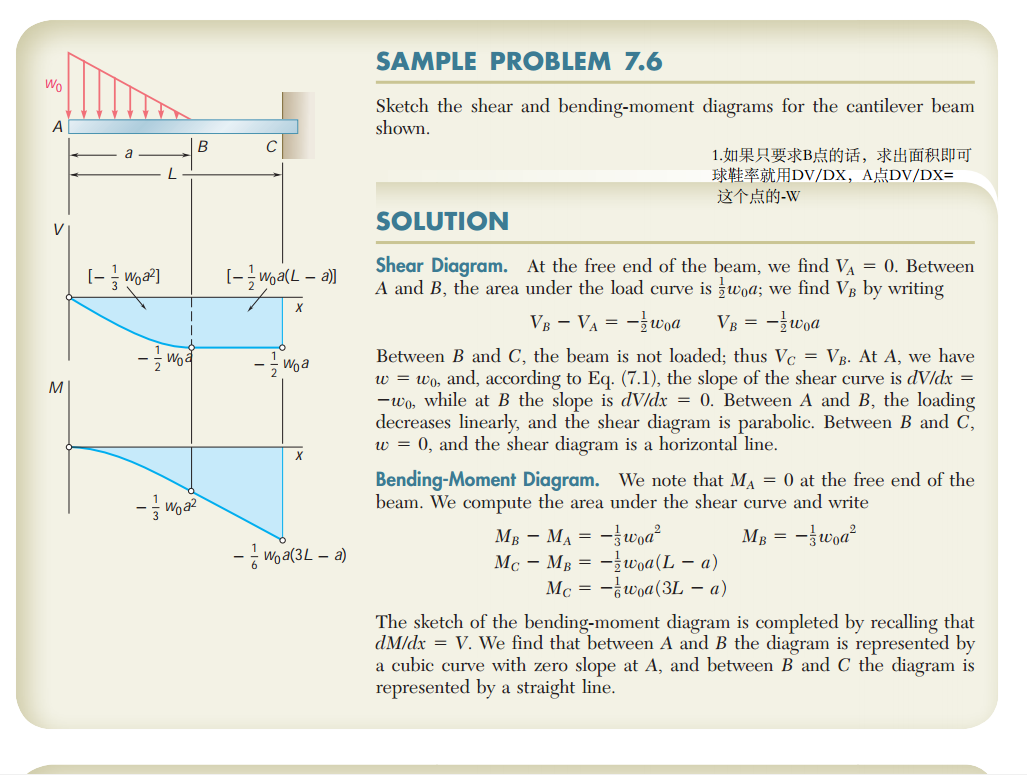 SAMPLE PROBLEM 7.6
Sketch the shear and bending-moment diagrams for the cantilever beam
shown.
1.如果只要求B点的话，求出面积即可
球鞋率就用DV/DX，A点DV/DX=
这个点的-W
w₀
A
B
C
a
L
V
[− 1/3 w₀a²]
[− 1/2 w₀a(L − a)]
x
− 1/2 w₀a
− 1/2 w₀a
M
x
− 1/3 w₀a²
− 1/6 w₀a(3L − a)
SOLUTION
Shear Diagram. At the free end of the beam, we find V_A = 0. Between
A and B, the area under the load curve is ½w₀a; we find V_B by writing
V_B − V_A = −½w₀a V_B = −½w₀a
Between B and C, the beam is not loaded; thus V_C = V_B. At A, we have
w = w₀, and, according to Eq. (7.1), the slope of the shear curve is dV/dx =
−w₀, while at B the slope is dV/dx = 0. Between A and B, the loading
decreases linearly, and the shear diagram is parabolic. Between B and C,
w = 0, and the shear diagram is a horizontal line.
Bending-Moment Diagram. We note that M_A = 0 at the free end of the
beam. We compute the area under the shear curve and write
M_B − M_A = −⅓w₀a² M_B = −⅓w₀a²
M_C − M_B = −½w₀a(L − a)
M_C = −⅙w₀a(3L − a)
The sketch of the bending-moment diagram is completed by recalling that
dM/dx = V. We find that between A and B the diagram is represented by
a cubic curve with zero slope at A, and between B and C the diagram is
represented by a straight line.